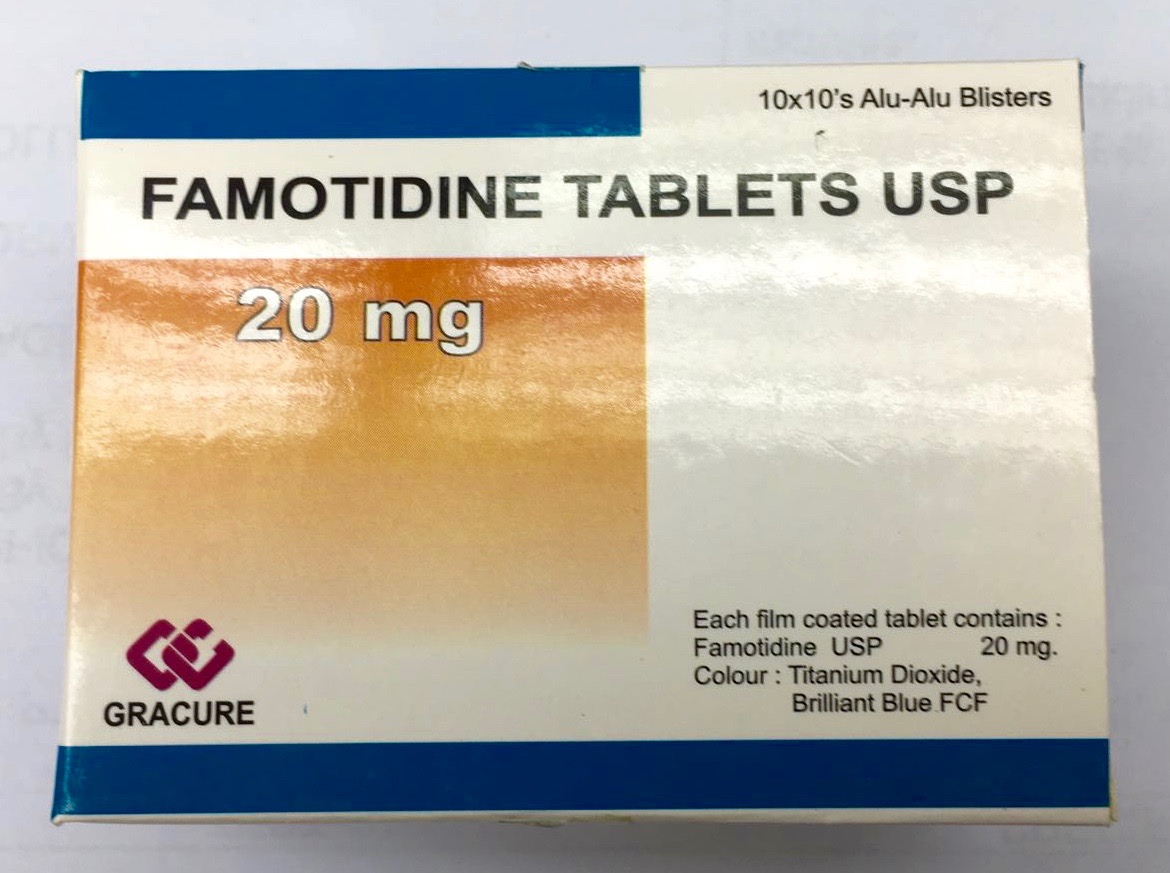 10x10's Alu-Alu Blisters
FAMOTIDINE TABLETS USP
20 mg
Each film coated tablet contains :
Famotidine USP 20 mg.
Colour : Titanium Dioxide,
Brilliant Blue FCF
GRACURE